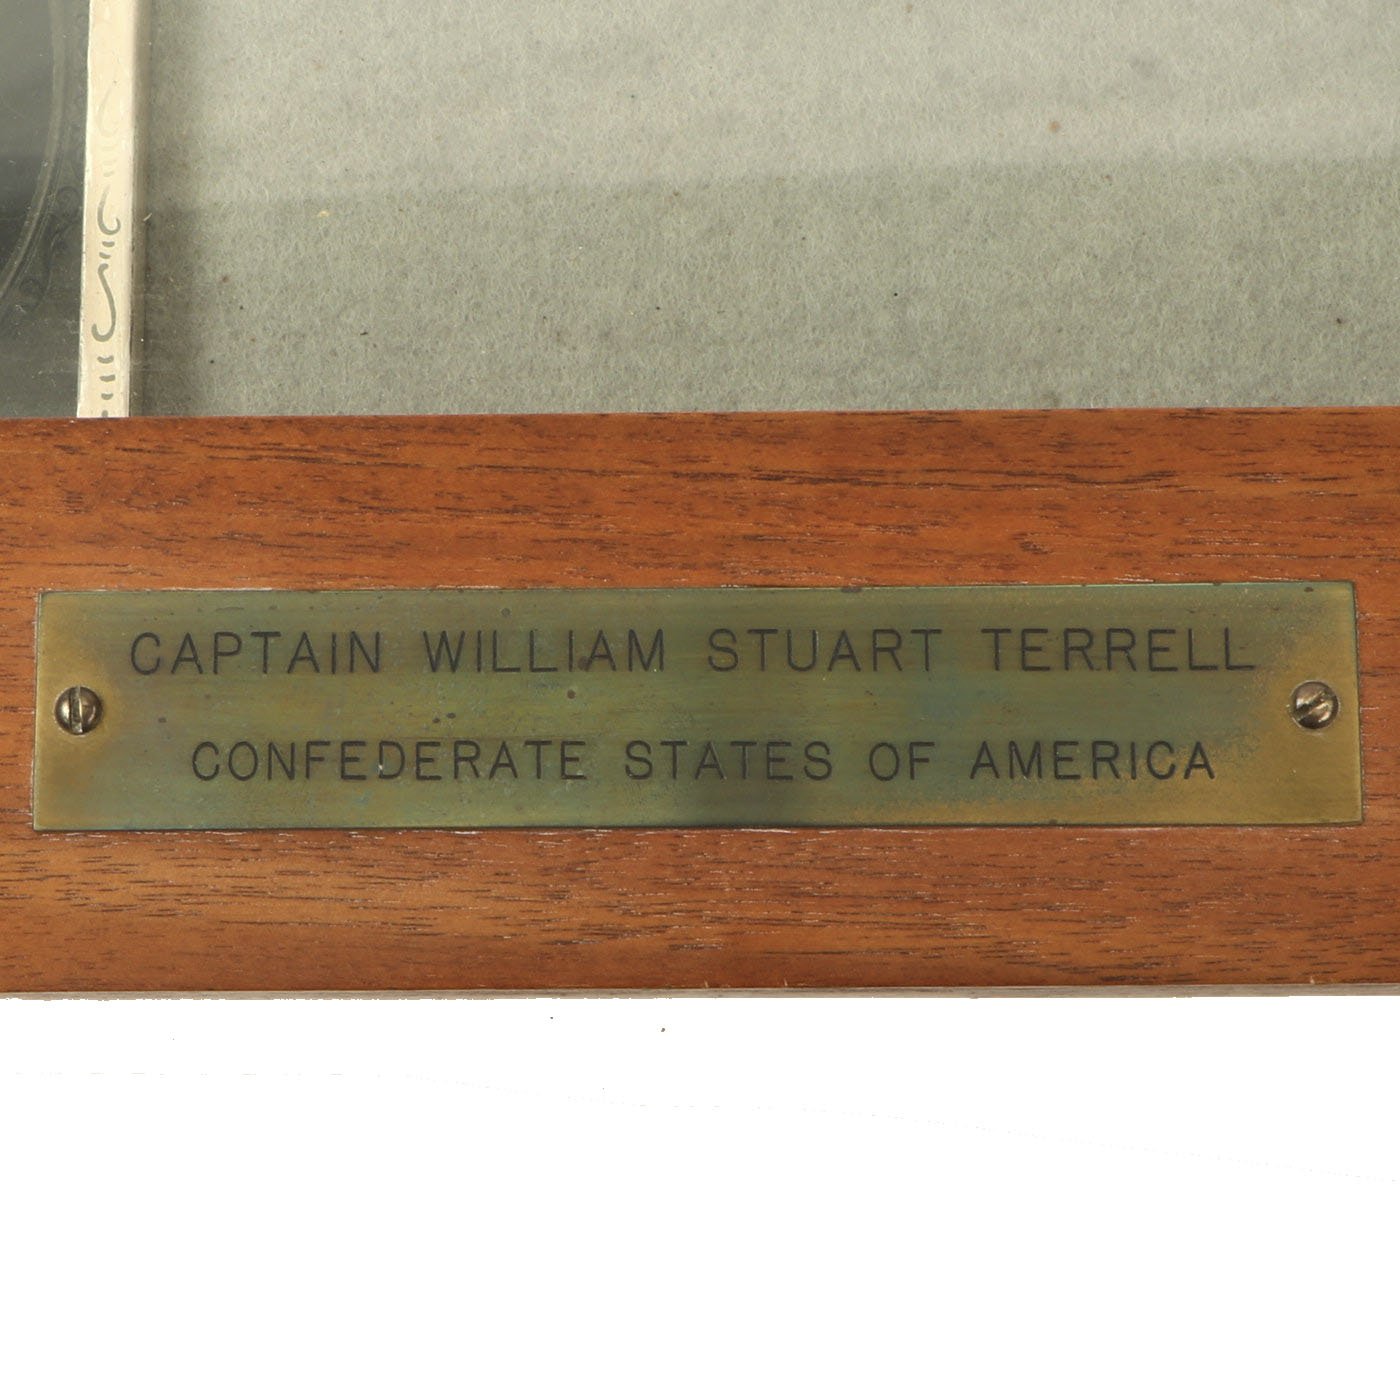 CAPTAIN WILLIAM STUART TERRELL
CONFEDERATE STATES OF AMERICA